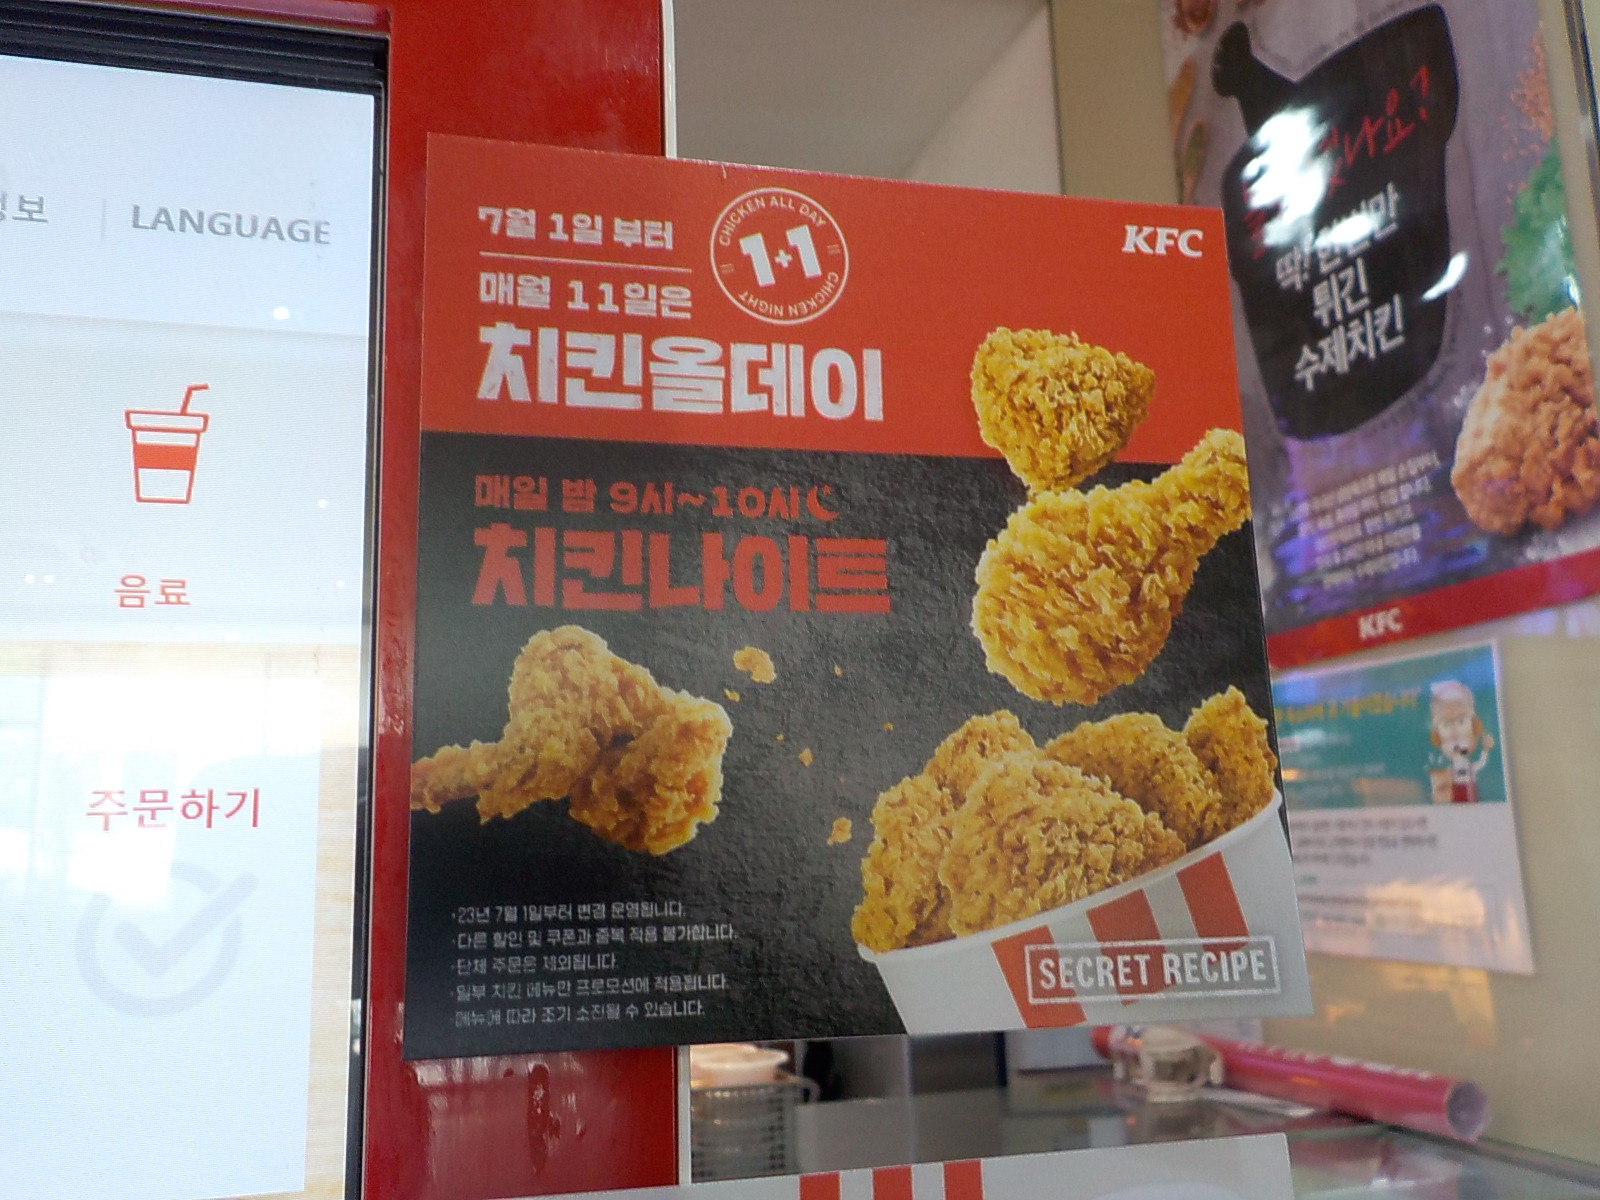 정보
LANGUAGE
음료
주문하기
7월 1일 부터
매월 11일은
치킨올데이
CHICKEN ALL DAY
1+1
CHICKEN NIGHT
KFC
매일 밤 9시~10시
치킨나이트
·23년 7월 1일부터 변경 운영됩니다.
·다른 할인 및 쿠폰과 중복 적용 불가합니다.
·단체 주문은 제외됩니다.
·일부 치킨 메뉴만 프로모션에 적용됩니다.
·메뉴에 따라 조기 소진될 수 있습니다.
SECRET RECIPE
딱!
튀긴
수제치킨
KFC